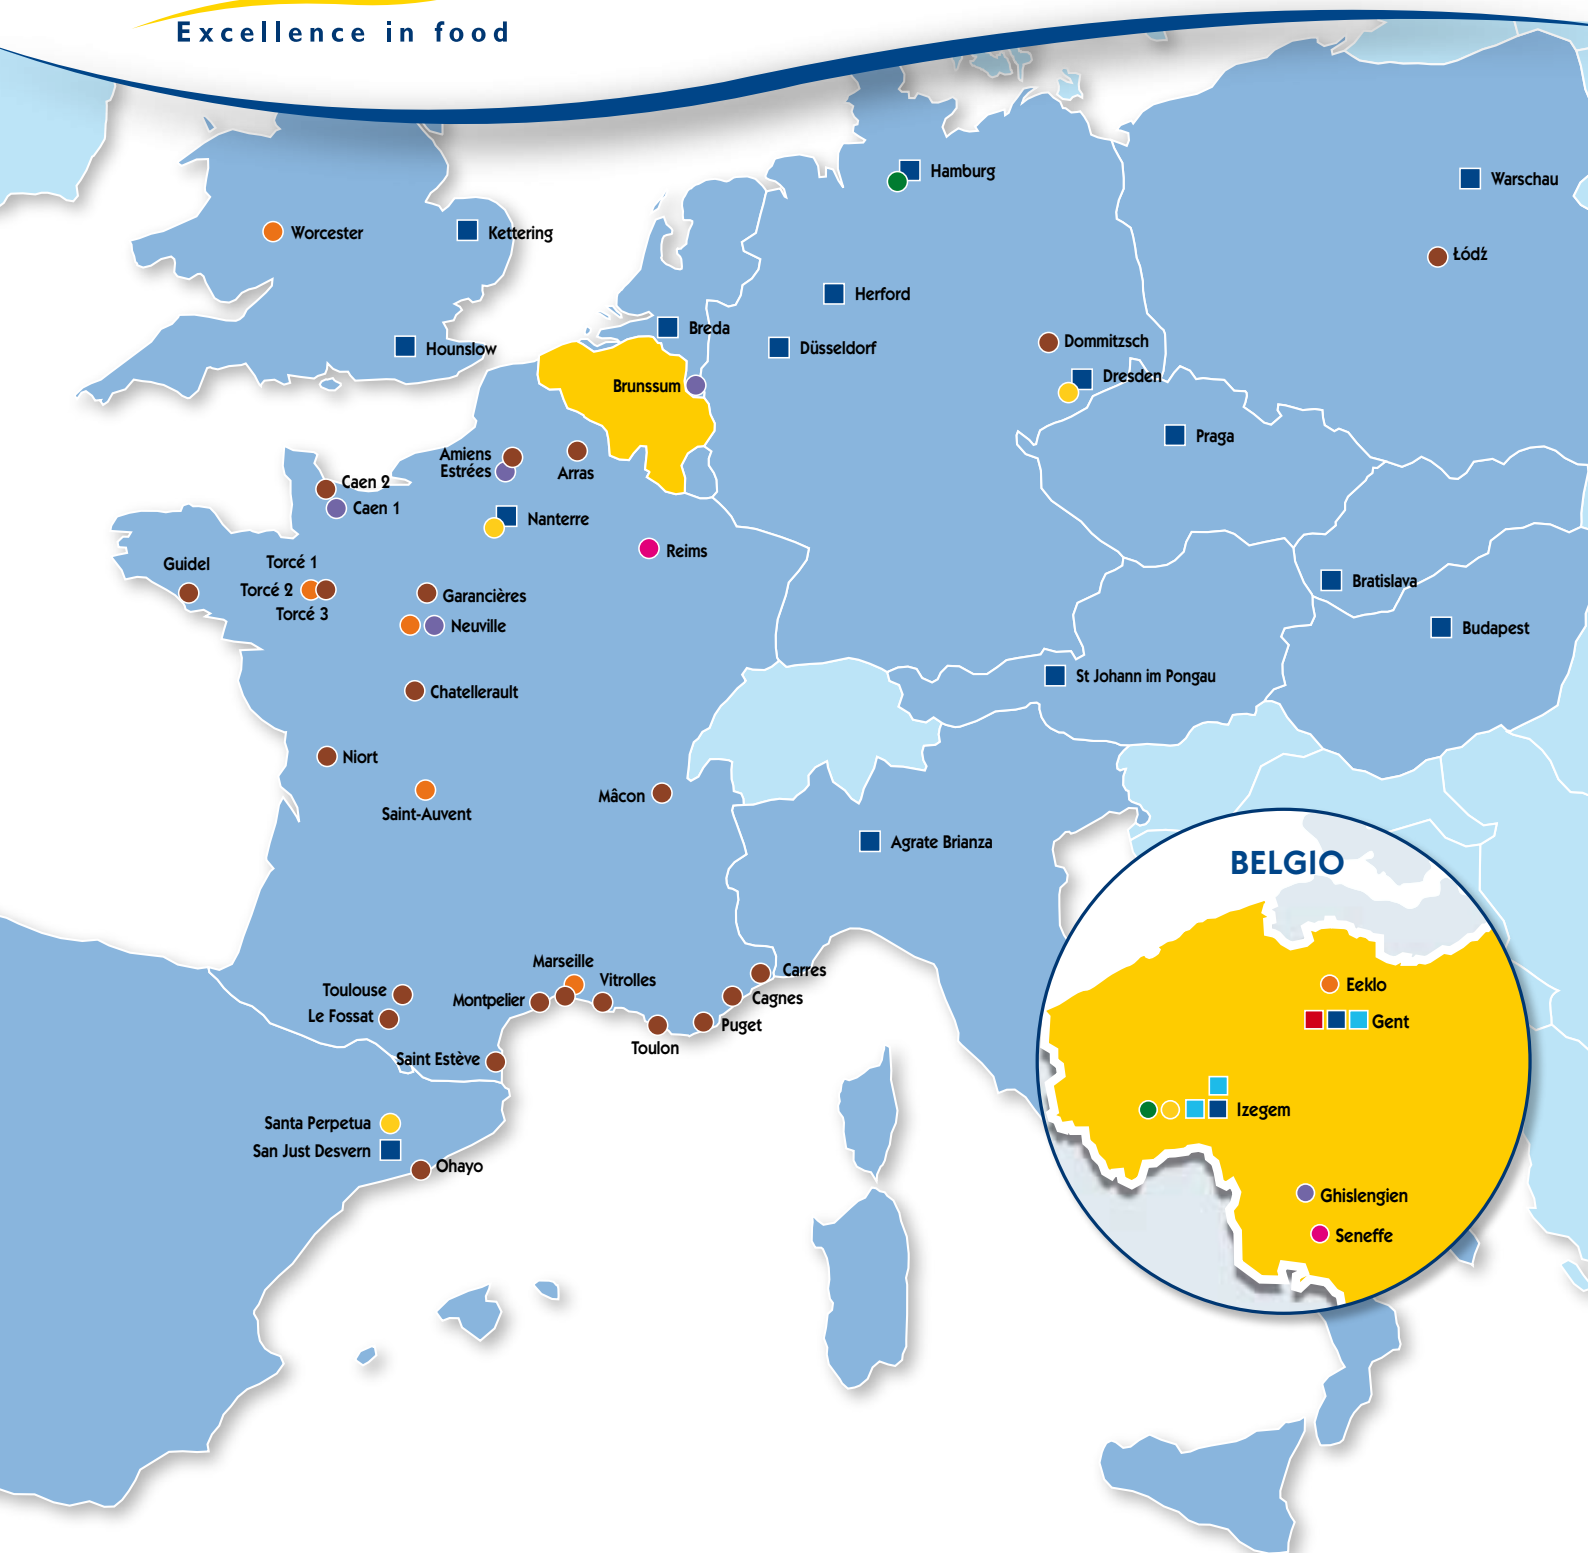 Excellence in food
Hamburg
Warschau
Worcester
Kettering
Łódź
Herford
Breda
Hounslow
Düsseldorf
Dommitzsch
Brunssum
Dresden
Praga
Amiens
Estrées
Arras
Caen 2
Caen 1
Nanterre
Reims
Guidel
Torcé 1
Torcé 2
Torcé 3
Garancières
Neuville
Bratislava
Budapest
St Johann im Pongau
Chatellerault
Niort
Mâcon
Saint-Auvent
Agrate Brianza
BELGIO
Marseille
Vitrolles
Carres
Toulouse
Montpelier
Cagnes
Le Fossat
Puget
Toulon
Saint Estève
Eeklo
Gent
Izegem
Santa Perpetua
San Just Desvern
Ohayo
Ghislengien
Seneffe